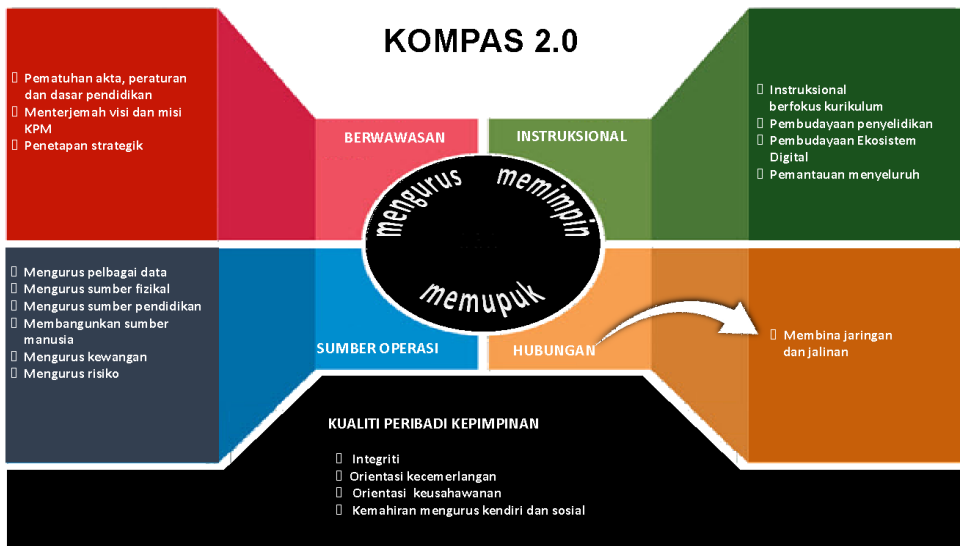 KOMPAS 2.0
Pematuhan akta, peraturan
dan dasar pendidikan
Menterjemah visi dan misi
KPM
Penetapan strategik
BERWAWASAN
INSTRUKSIONAL
Instruksional
berfokus kurikulum
Pembudayaan penyelidikan
Pembudayaan Ekosistem
Digital
Pemantauan menyeluruh
mengurus
memimpin
memupuk
Mengurus pelbagai data
Mengurus sumber fizikal
Mengurus sumber pendidikan
Membangunkan sumber
manusia
Mengurus kewangan
Mengurus risiko
SUMBER OPERASI
HUBUNGAN
Membina jaringan
dan jalinan
KUALITI PERIBADI KEPIMPINAN
Integriti
Orientasi kecemerlangan
Orientasi keusahawanan
Kemahiran mengurus kendiri dan sosial